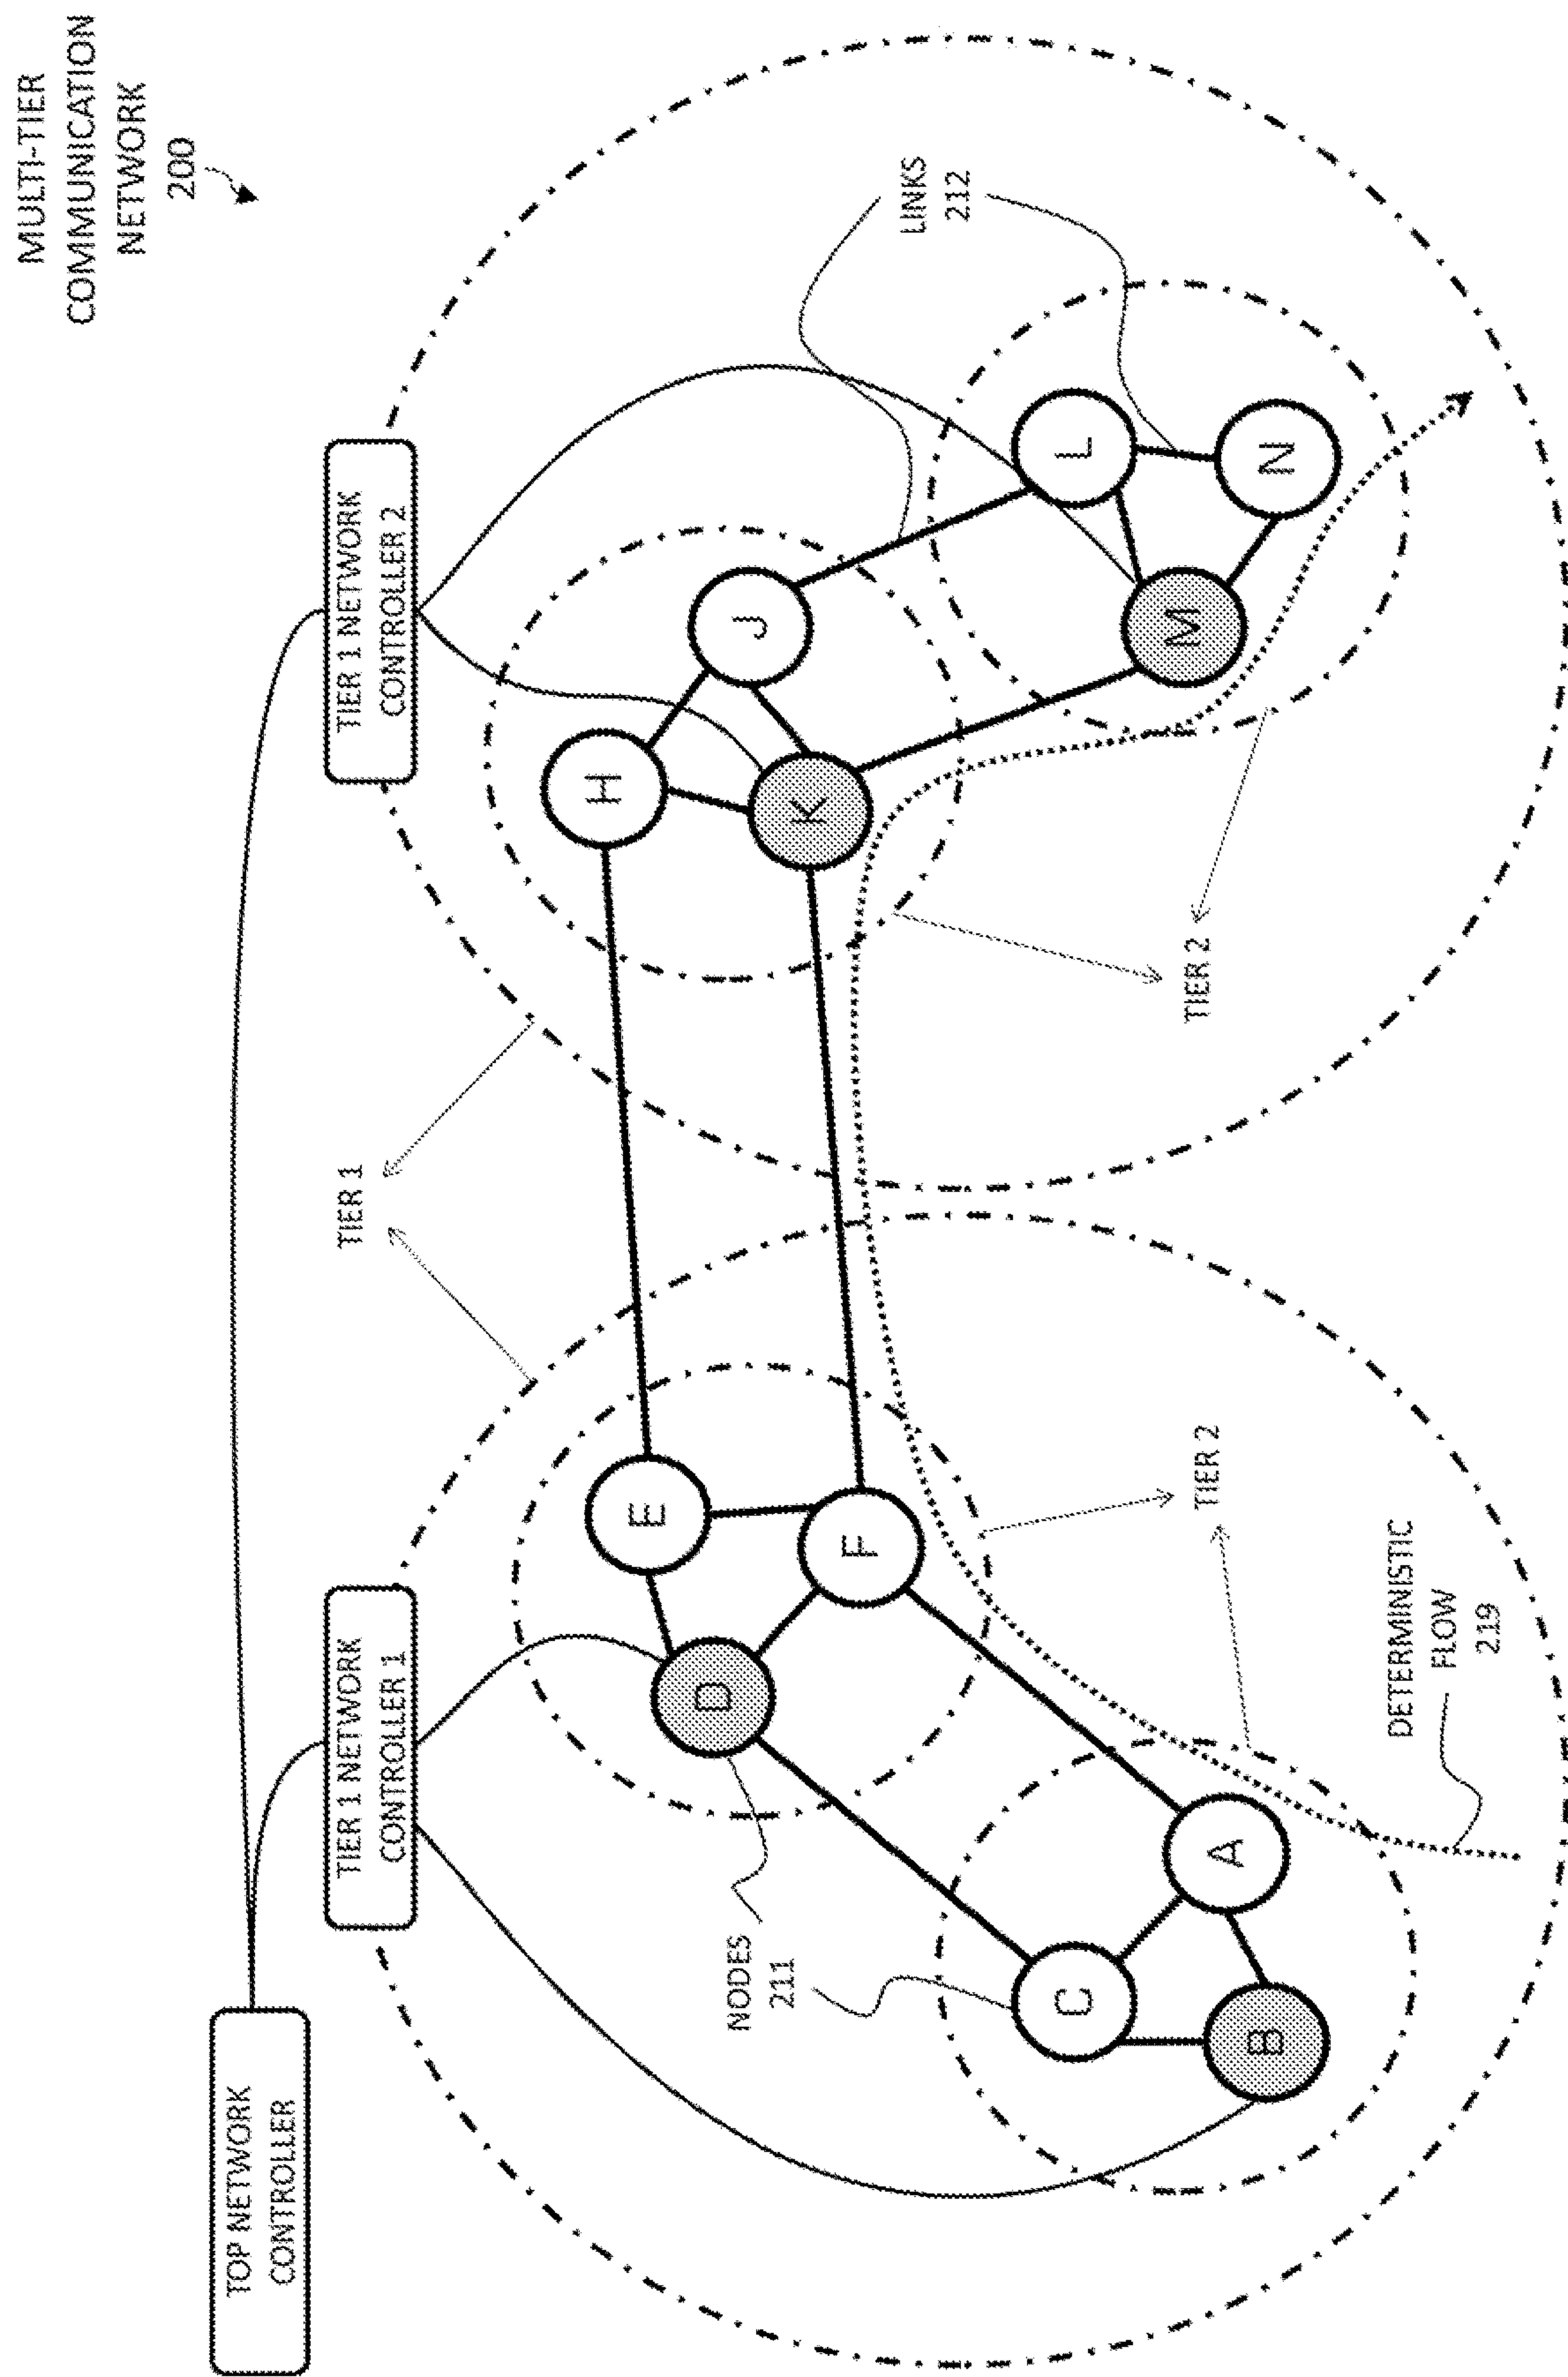 MULTI-TIER
COMMUNICATION
NETWORK
200
TOP NETWORK
CONTROLLER
TIER 1 NETWORK
CONTROLLER 1
TIER 1 NETWORK
CONTROLLER 2
TIER 1
E
H
D
J
F
K
NODES
211
LINKS
212
C
L
A
M
B
N
TIER 2
TIER 2
DETERMINISTIC
FLOW
219